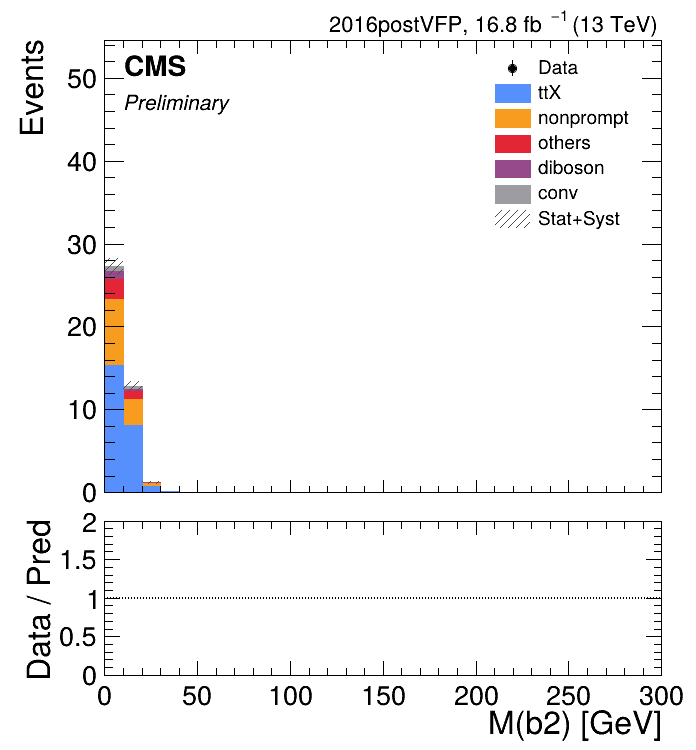 2016postVFP, 16.8 fb⁻¹ (13 TeV)
CMS
Preliminary
Data
ttX
nonprompt
others
diboson
conv
Stat+Syst
Events
50
40
30
20
10
0
Data / Pred
2
1.5
1
0.5
0
0 50 100 150 200 250 300
M(b2) [GeV]